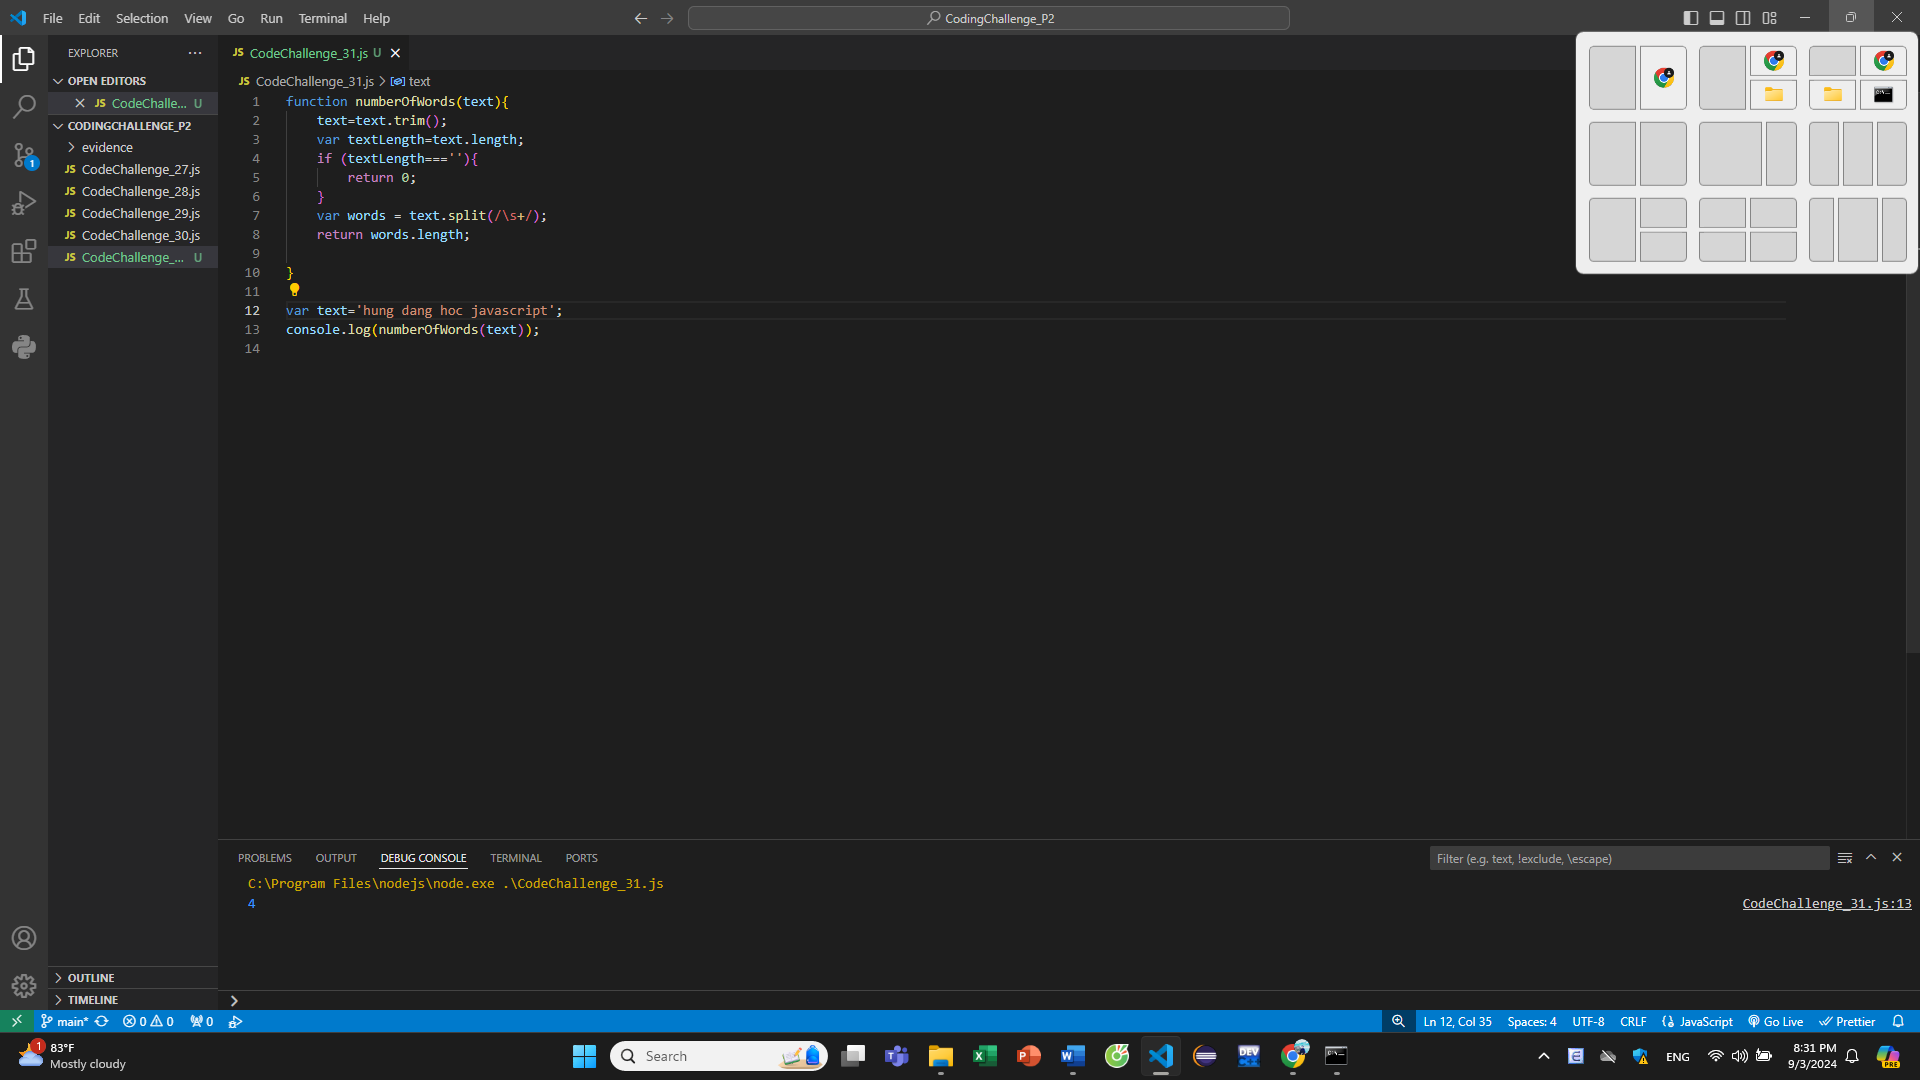 File Edit Selection View Go Run Terminal Help
CodingChallenge_P2
EXPLORER
OPEN EDITORS
JS CodeChalle... U
CODINGCHALLENGE_P2
evidence
JS CodeChallenge_27.js
JS CodeChallenge_28.js
JS CodeChallenge_29.js
JS CodeChallenge_30.js
JS CodeChallenge_... U
OUTLINE
TIMELINE
JS CodeChallenge_31.js U
JS CodeChallenge_31.js > text
1 function numberOfWords(text){
2 text=text.trim();
3 var textLength=text.length;
4 if (textLength===''){
5 return 0;
6 }
7 var words = text.split(/\s+/);
8 return words.length;
9
10 }
11
12 var text='hung dang hoc javascript';
13 console.log(numberOfWords(text));
14
PROBLEMS OUTPUT DEBUG CONSOLE TERMINAL PORTS
Filter (e.g. text, !exclude, \escape)
C:\Program Files\nodejs\node.exe .\CodeChallenge_31.js
4 CodeChallenge_31.js:13
main* 0 0 0 Ln 12, Col 35 Spaces: 4 UTF-8 CRLF JavaScript Go Live Prettier
1 83°F
Mostly cloudy
Search
DEV
ENG
8:31 PM
9/3/2024
PRE